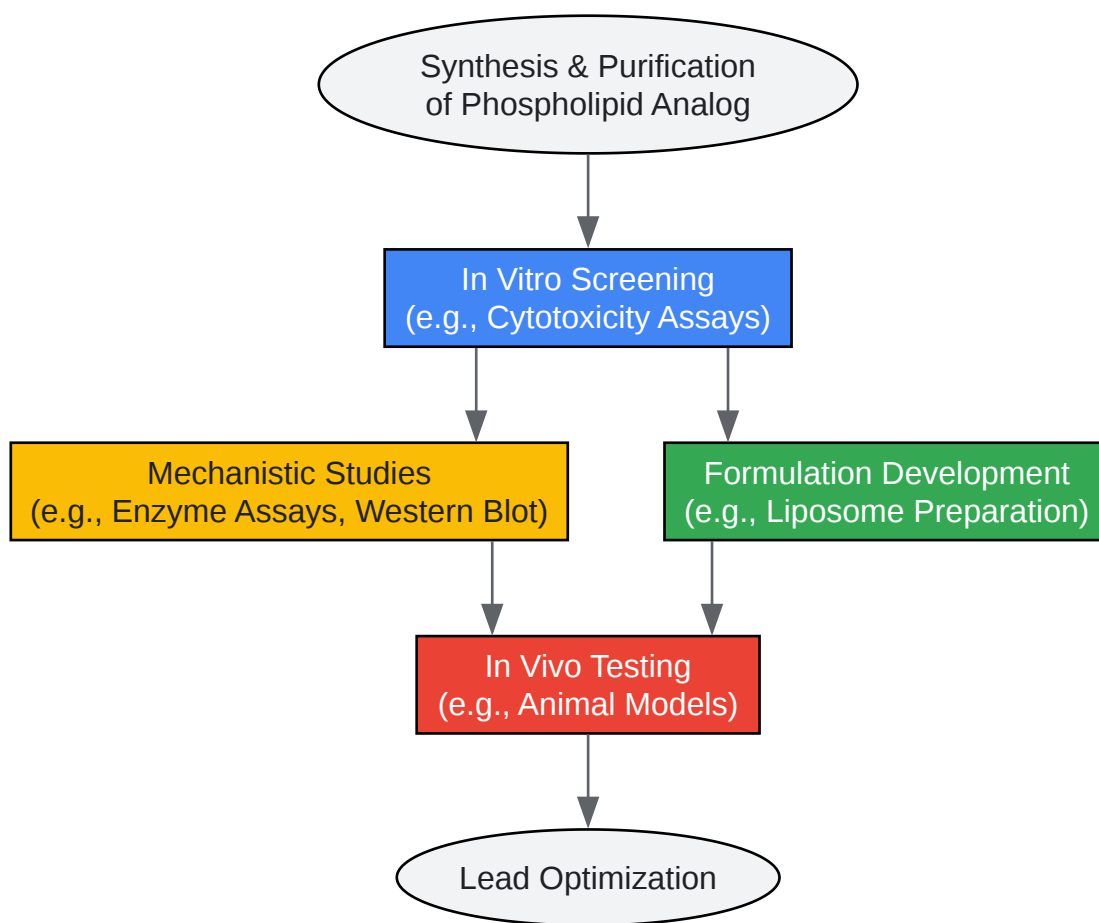 Synthesis & Purification
of Phospholipid Analog
In Vitro Screening
(e.g., Cytotoxicity Assays)
Mechanistic Studies
(e.g., Enzyme Assays, Western Blot)
Formulation Development
(e.g., Liposome Preparation)
In Vivo Testing
(e.g., Animal Models)
Lead Optimization